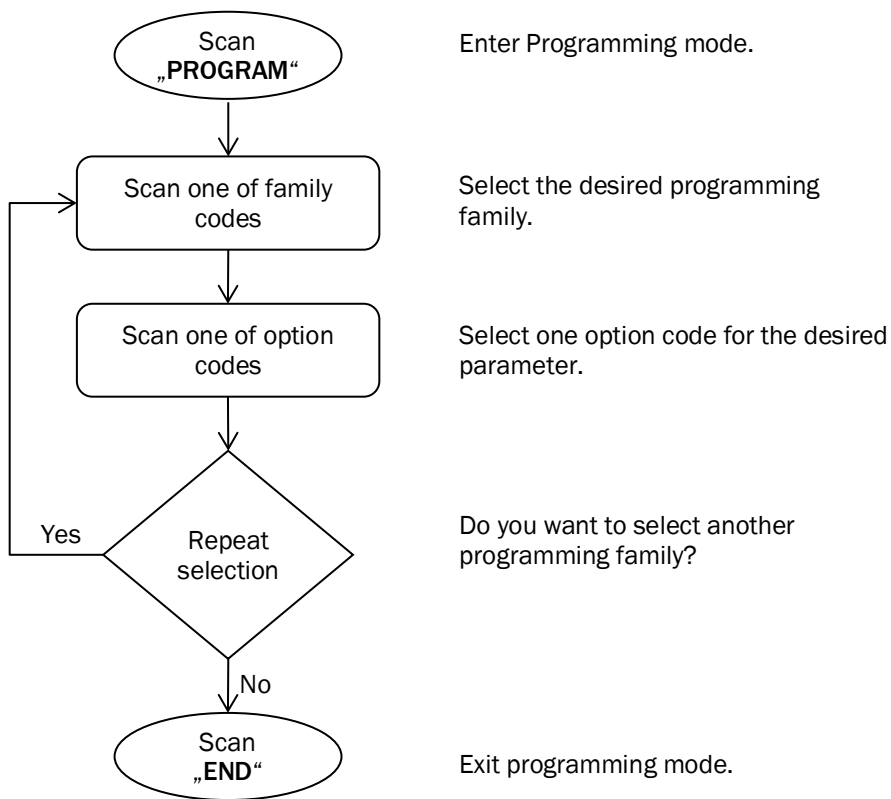 Scan
„PROGRAM“
Enter Programming mode.
Scan one of family
codes
Select the desired programming
family.
Scan one of option
codes
Select one option code for the desired
parameter.
Yes
Repeat
selection
Do you want to select another
programming family?
No
Scan
„END“
Exit programming mode.